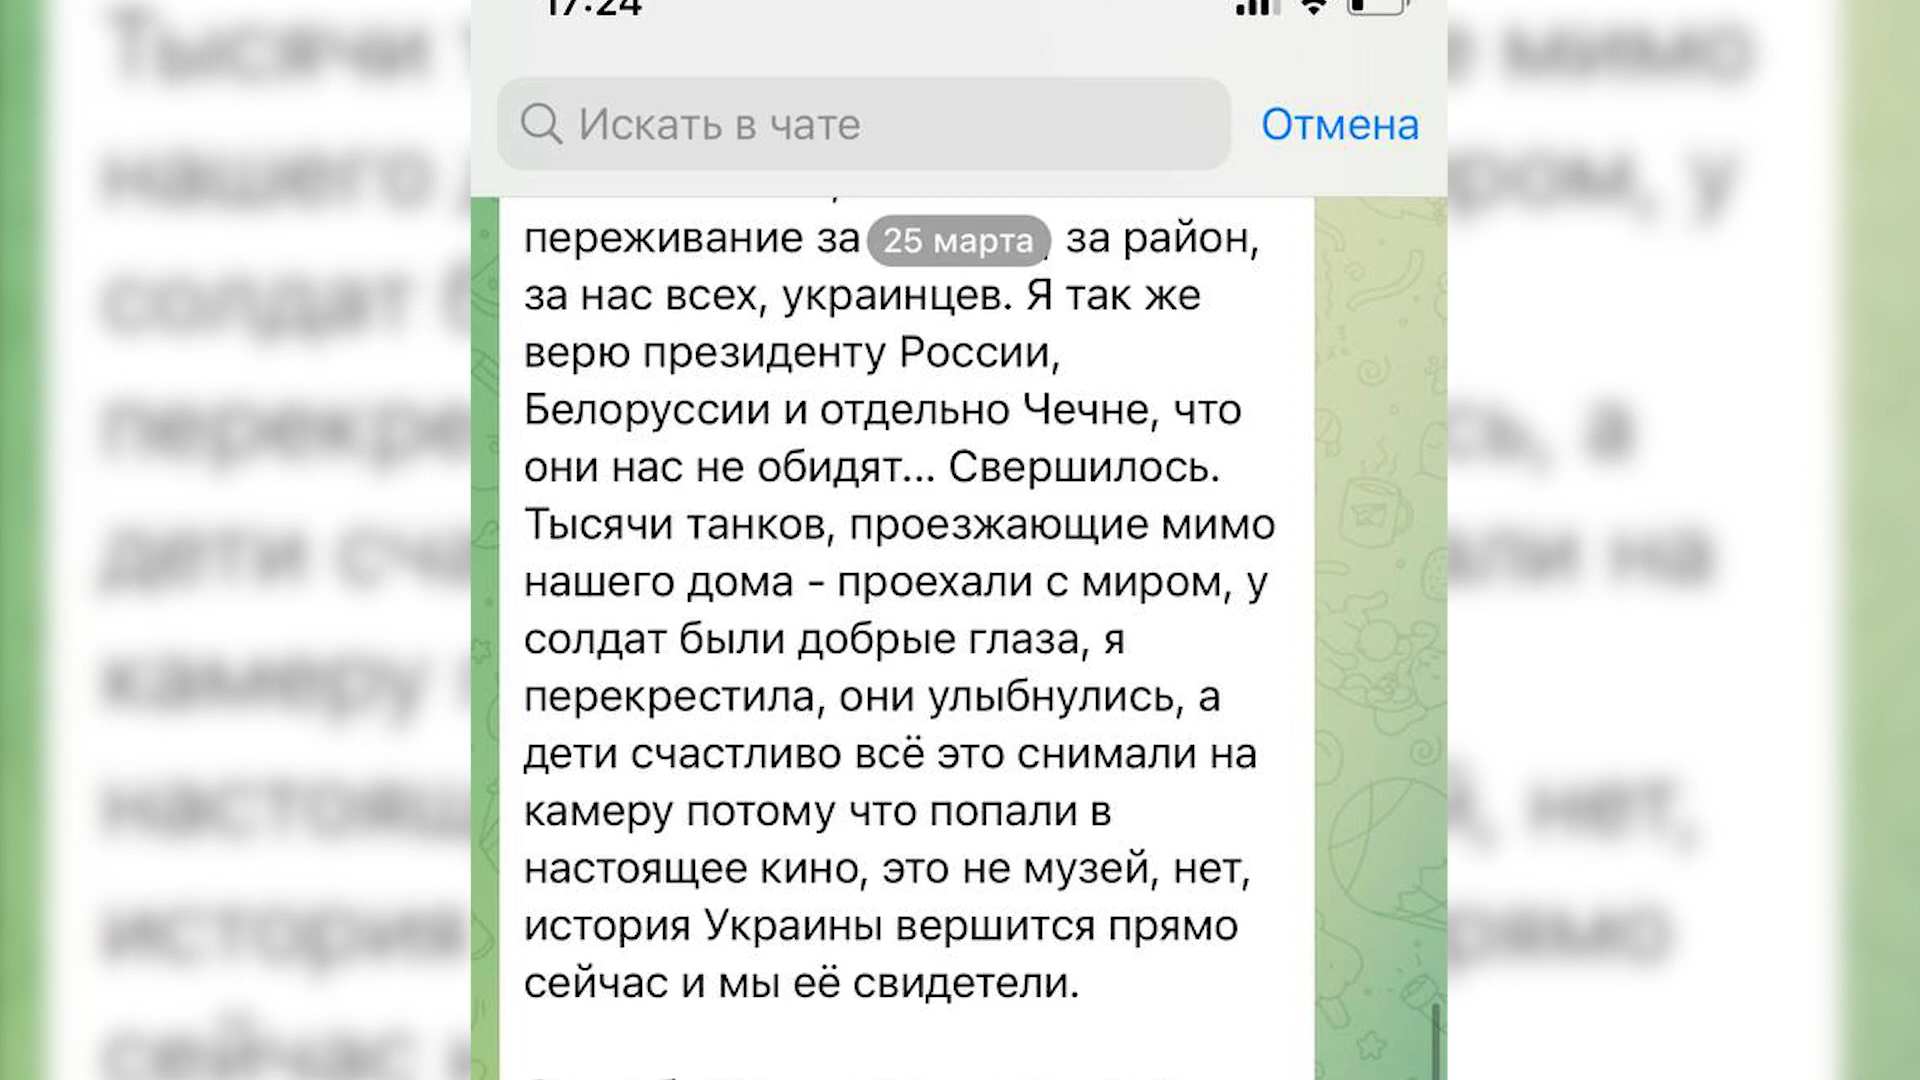 17:24
Искать в чате
Отмена
переживание за 25 марта за район,
за нас всех, украинцев. Я так же
верю президенту России,
Белоруссии и отдельно Чечне, что
они нас не обидят... Свершилось.
Тысячи танков, проезжающие мимо
нашего дома - проехали с миром, у
солдат были добрые глаза, я
перекрестила, они улыбнулись, а
дети счастливо всё это снимали на
камеру потому что попали в
настоящее кино, это не музей, нет,
история Украины вершится прямо
сейчас и мы её свидетели.